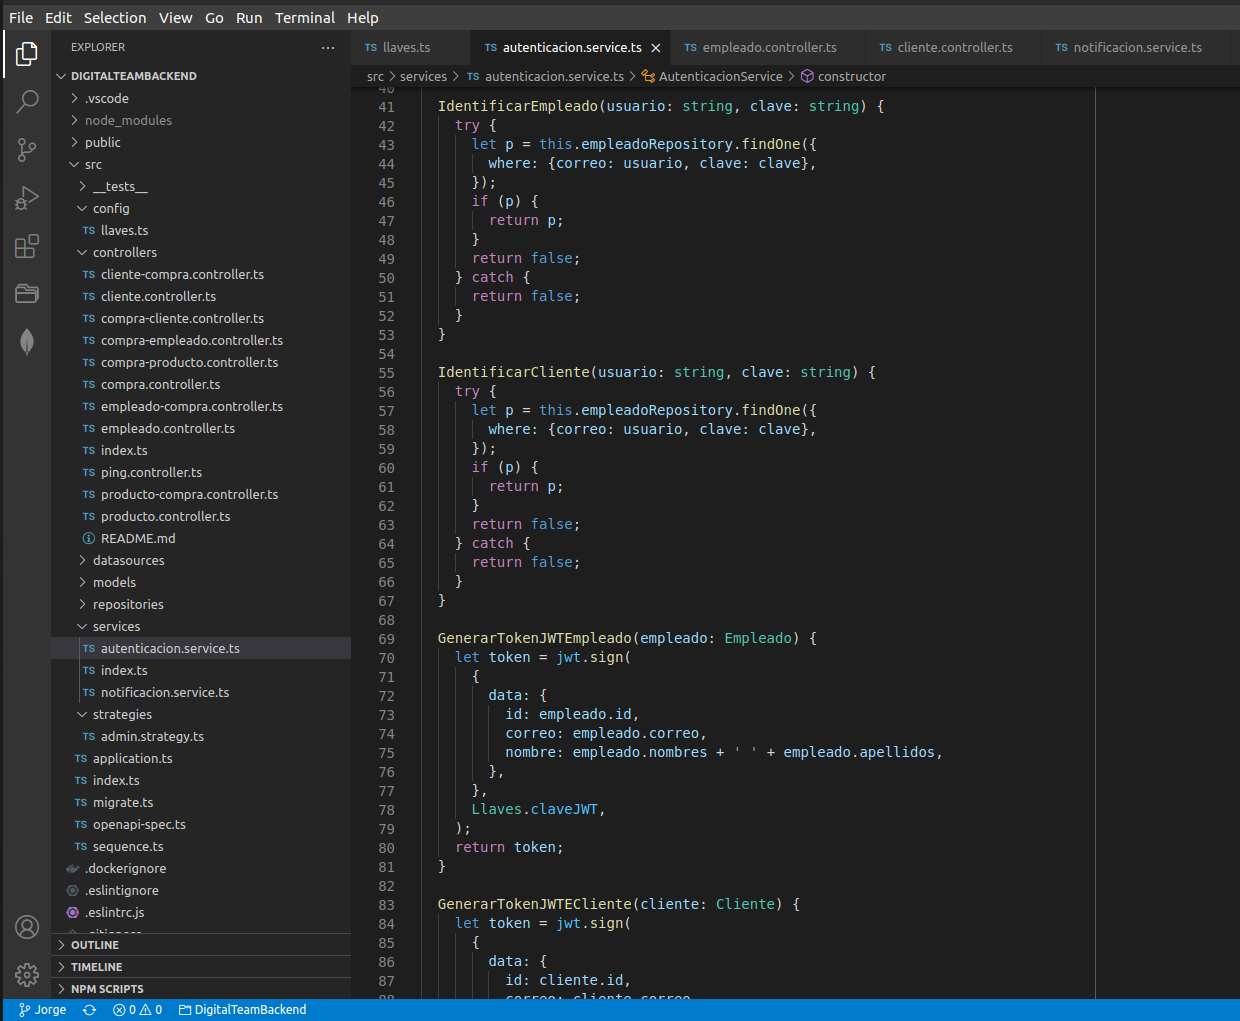 File Edit Selection View Go Run Terminal Help
EXPLORER ...
DIGITALTEAMBACKEND
.vscode
node_modules
public
src
__tests__
config
TS llaves.ts
controllers
TS cliente-compra.controller.ts
TS cliente.controller.ts
TS compra-cliente.controller.ts
TS compra-empleado.controller.ts
TS compra-producto.controller.ts
TS compra.controller.ts
TS empleado-compra.controller.ts
TS empleado.controller.ts
TS index.ts
TS ping.controller.ts
TS producto-compra.controller.ts
TS producto.controller.ts
README.md
datasources
models
repositories
services
TS autenticacion.service.ts
TS index.ts
TS notificacion.service.ts
strategies
TS admin.strategy.ts
TS application.ts
TS index.ts
TS migrate.ts
TS openapi-spec.ts
TS sequence.ts
.dockerignore
.eslintignore
.eslintrc.js
.gitignore
OUTLINE
TIMELINE
NPM SCRIPTS
TS llaves.ts TS autenticacion.service.ts TS empleado.controller.ts TS cliente.controller.ts TS notificacion.service.ts
src > services > TS autenticacion.service.ts > AutenticacionService > constructor
40
41 IdentificarEmpleado(usuario: string, clave: string) {
42 try {
43 let p = this.empleadoRepository.findOne({
44 where: {correo: usuario, clave: clave},
45 });
46 if (p) {
47 return p;
48 }
49 return false;
50 } catch {
51 return false;
52 }
53 }
54
55 IdentificarCliente(usuario: string, clave: string) {
56 try {
57 let p = this.empleadoRepository.findOne({
58 where: {correo: usuario, clave: clave},
59 });
60 if (p) {
61 return p;
62 }
63 return false;
64 } catch {
65 return false;
66 }
67 }
68
69 GenerarTokenJWTEmpleado(empleado: Empleado) {
70 let token = jwt.sign(
71 {
72 data: {
73 id: empleado.id,
74 correo: empleado.correo,
75 nombre: empleado.nombres + ' ' + empleado.apellidos,
76 },
77 },
78 Llaves.claveJWT,
79 );
80 return token;
81 }
82
83 GenerarTokenJWTECliente(cliente: Cliente) {
84 let token = jwt.sign(
85 {
86 data: {
87 id: cliente.id,
88 correo: cliente.correo
Jorge 0 0 DigitalTeamBackend